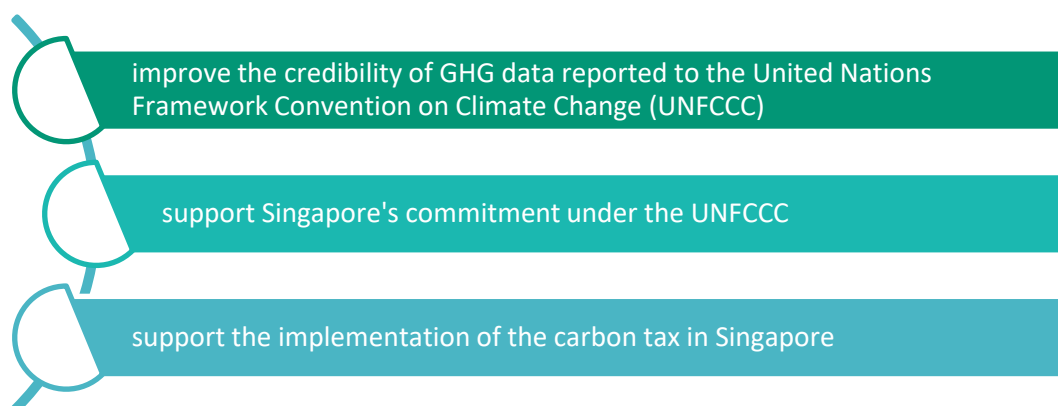 improve the credibility of GHG data reported to the United Nations
Framework Convention on Climate Change (UNFCCC)
support Singapore's commitment under the UNFCCC
support the implementation of the carbon tax in Singapore